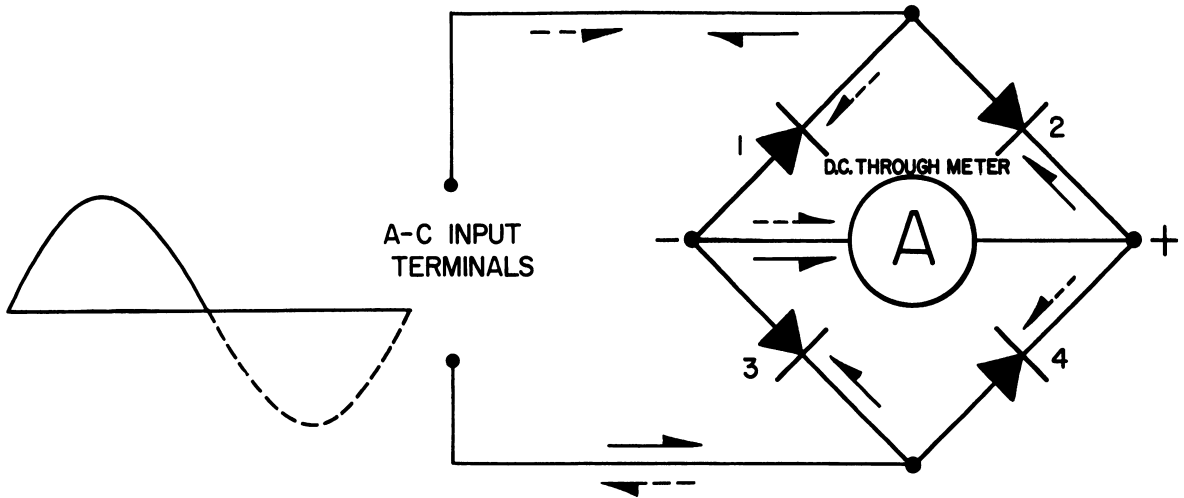 1
2
D.C. THROUGH METER
A-C INPUT
TERMINALS
-
A
+
3
4